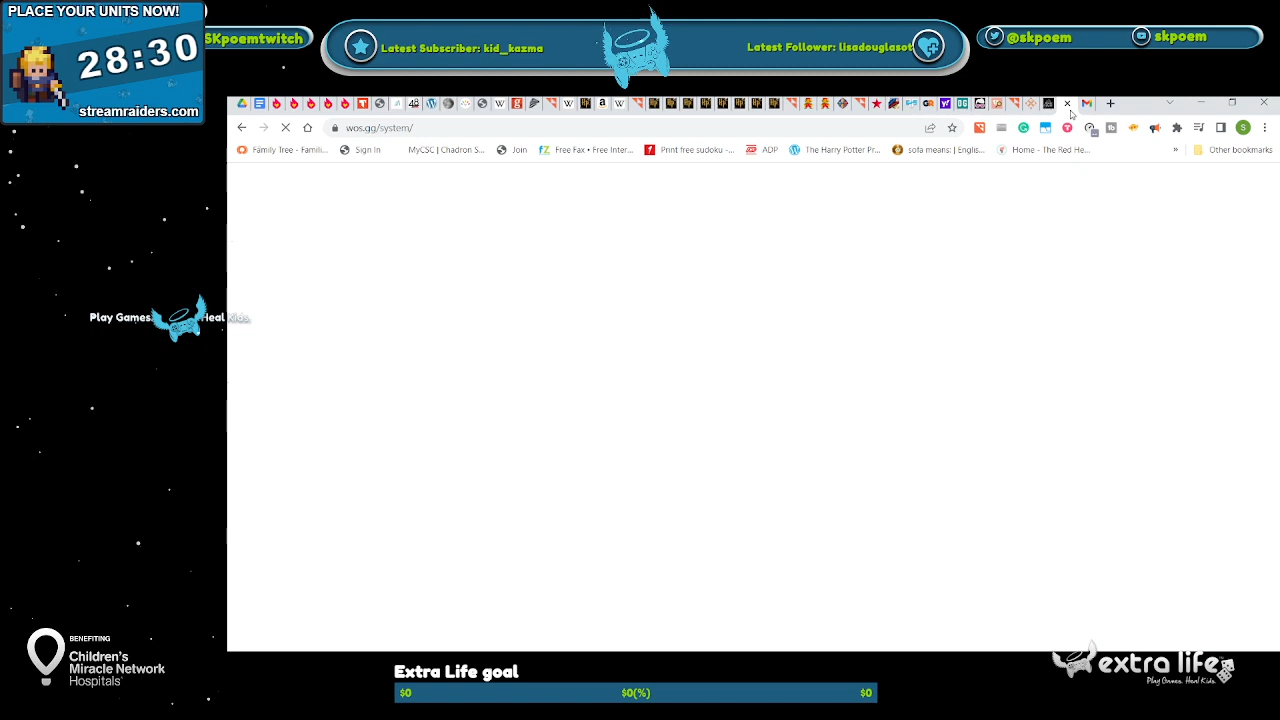 PLACE YOUR UNITS NOW!
28:30
streamraiders.com
SKpoemtwitch
Latest Subscriber: kid_kazma
Latest Follower: lisadouglasot
@skpoem
skpoem
wos.gg/system/
Family Tree - Famili...
Sign In
MyCSC | Chadron S...
Join
Free Fax • Free Inter...
Print free sudoku -...
ADP
The Harry Potter Pr...
sofa means: | Englis...
Home - The Red He...
»
Other bookmarks
Play Games. Heal Kids.
BENEFITING
Children's
Miracle Network
Hospitals
Extra Life goal
$0 $0(%) $0
extra life
Play Games. Heal Kids.